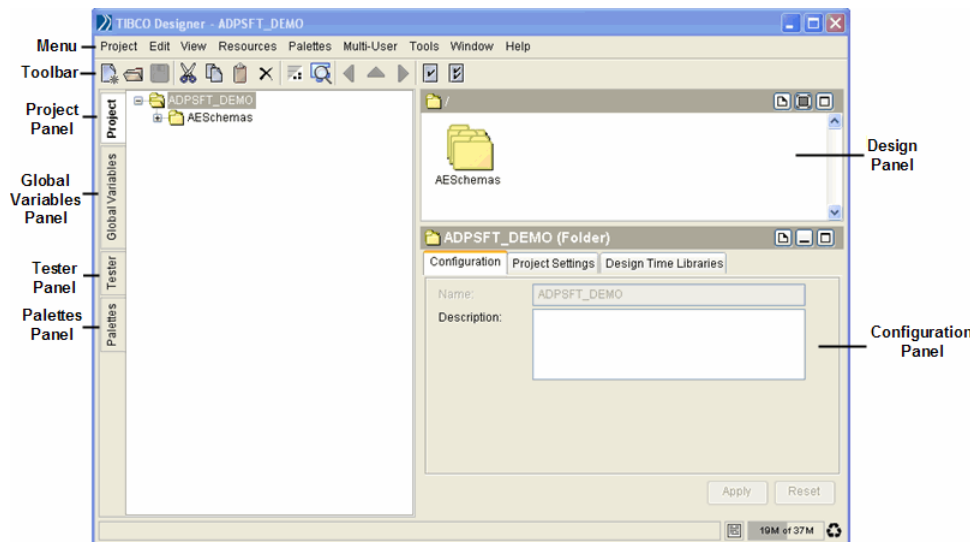 TIBCO Designer - ADPSFT_DEMO
Menu
Project Edit View Resources Palettes Multi-User Tools Window Help
Toolbar
Project
Panel
Project
ADPSFT_DEMO
AESchemas
/
AESchemas
Design
Panel
Global
Variables
Panel
Global Variables
ADPSFT_DEMO (Folder)
Configuration Project Settings Design Time Libraries
Tester
Panel
Tester
Name: ADPSFT_DEMO
Description:
Palettes
Panel
Palettes
Configuration
Panel
Apply Reset
19M of 37M